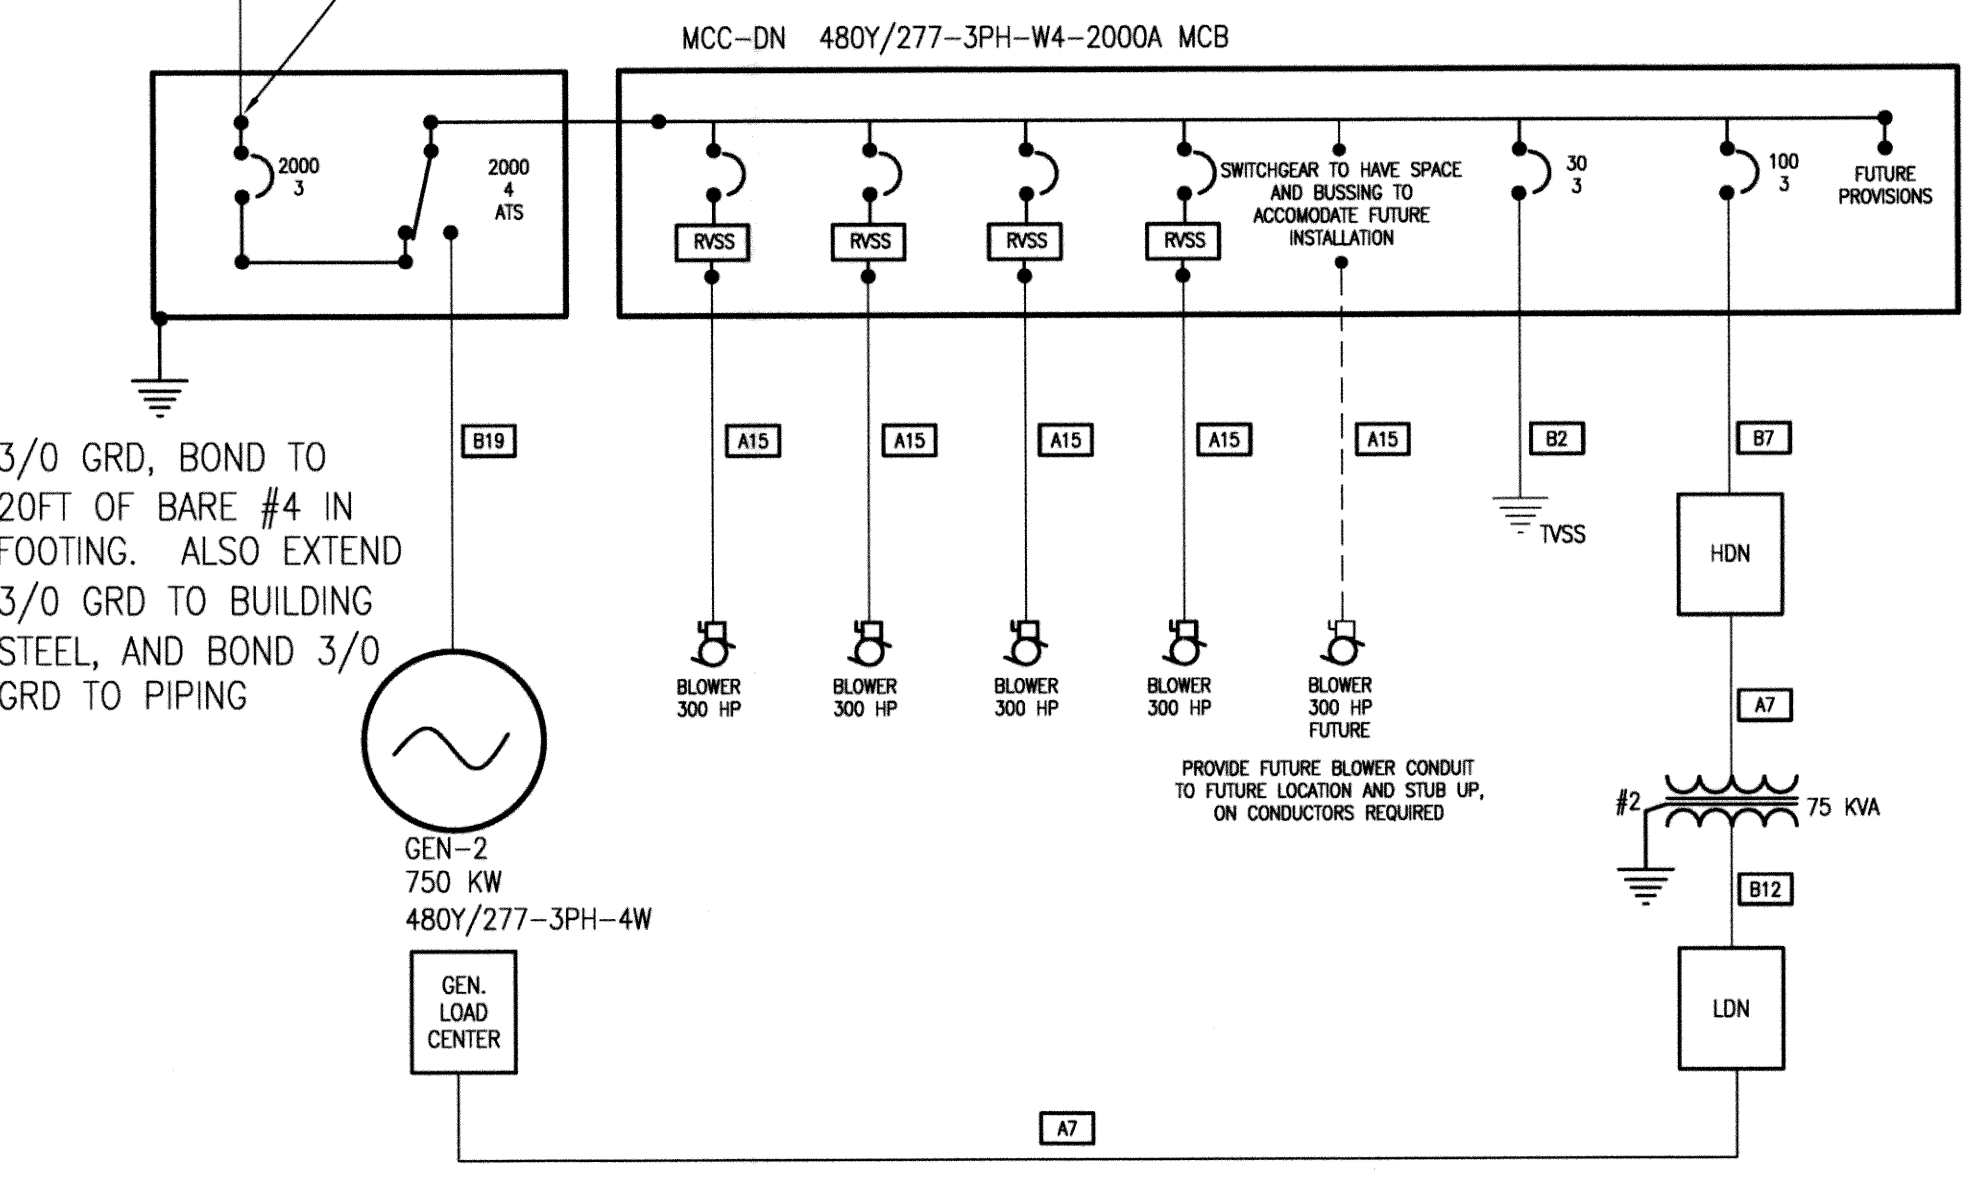 MCC-DN 480Y/277-3PH-W4-2000A MCB
2000
3
2000
4
ATS
SWITCHGEAR TO HAVE SPACE
AND BUSSING TO
ACCOMODATE FUTURE
INSTALLATION
30
3
100
3
FUTURE
PROVISIONS
RVSS
RVSS
RVSS
RVSS
B19
A15
A15
A15
A15
A15
B2
B7
3/0 GRD, BOND TO
20FT OF BARE #4 IN
FOOTING. ALSO EXTEND
3/0 GRD TO BUILDING
STEEL, AND BOND 3/0
GRD TO PIPING
TVSS
HDN
BLOWER
300 HP
BLOWER
300 HP
BLOWER
300 HP
BLOWER
300 HP
BLOWER
300 HP
FUTURE
A7
PROVIDE FUTURE BLOWER CONDUIT
TO FUTURE LOCATION AND STUB UP,
ON CONDUCTORS REQUIRED
#2
75 KVA
GEN-2
750 KW
480Y/277-3PH-4W
B12
GEN.
LOAD
CENTER
LDN
A7